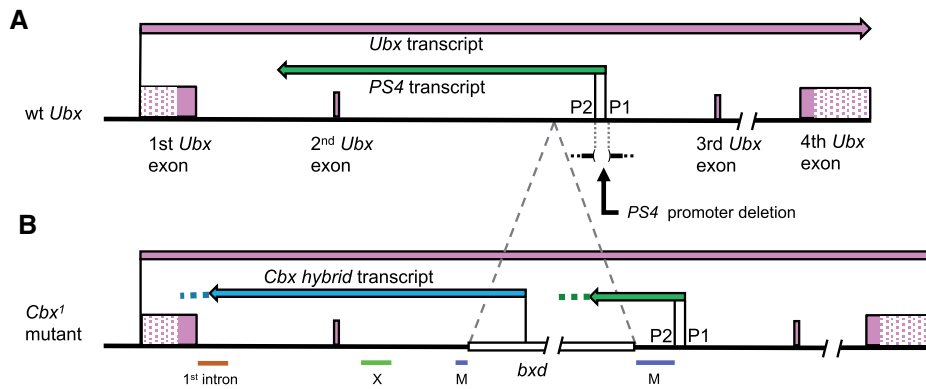 A
Ubx transcript
PS4 transcript
P2 P1
wt Ubx
1st Ubx exon
2nd Ubx exon
3rd Ubx exon
4th Ubx exon
PS4 promoter deletion
B
Cbx hybrid transcript
Cbx1 mutant
P2 P1
bxd
1st intron
X
M
M